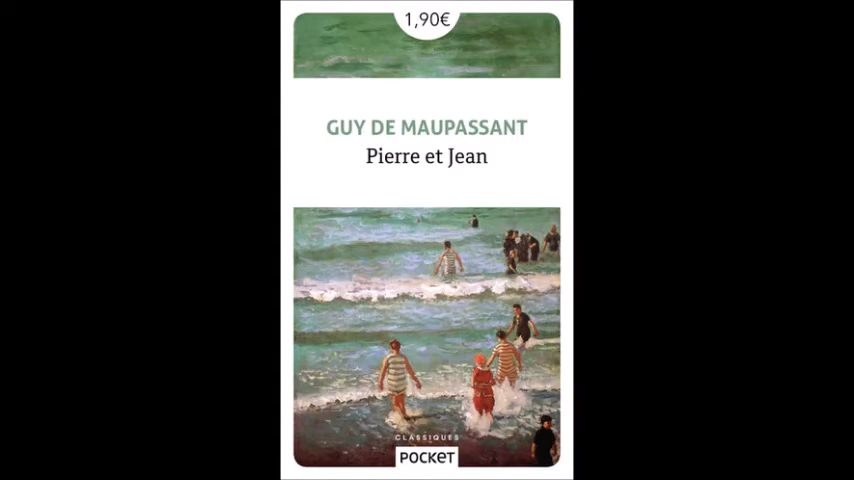 1,90€
GUY DE MAUPASSANT
Pierre et Jean
CLASSIQUES
POCKET